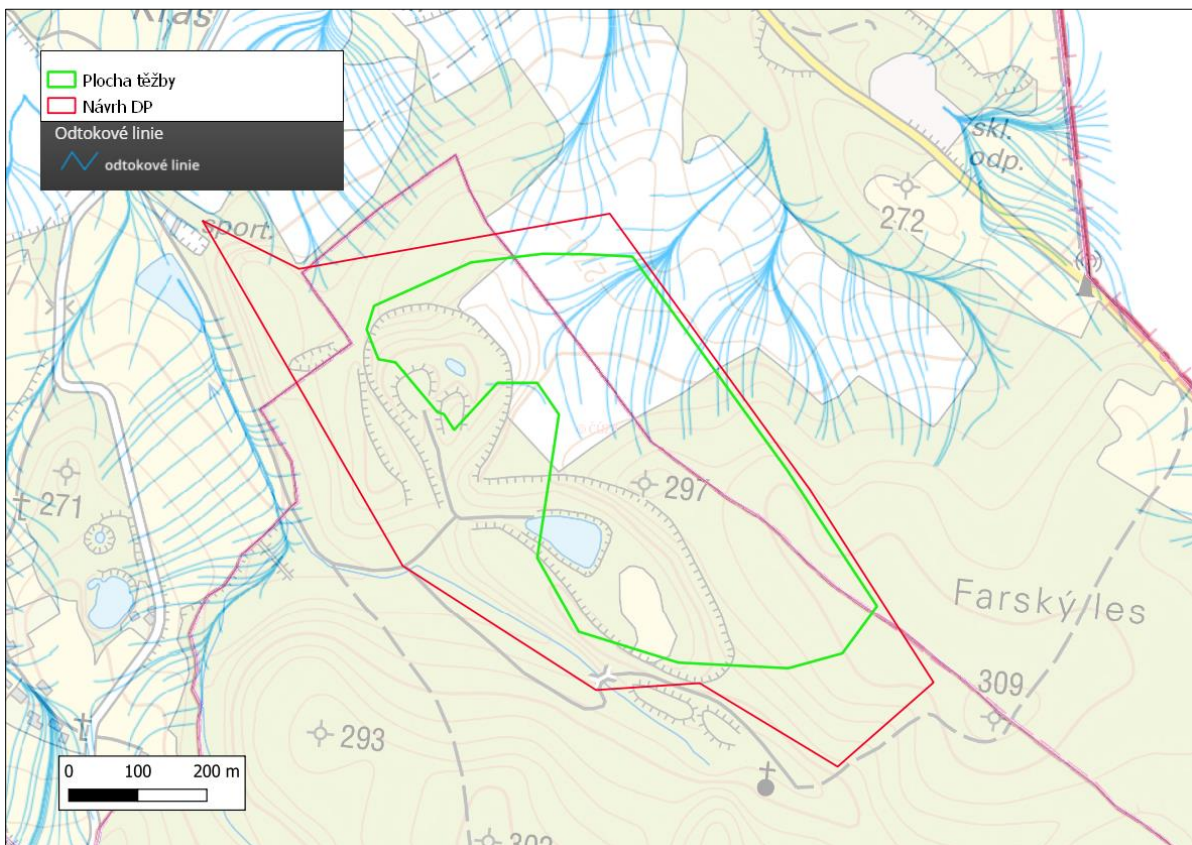 Plocha těžby
Návrh DP
Odtokové linie
odtokové linie
skl.
odp.
sport.
272
297
271
Farský les
309
293
302
0 100 200 m